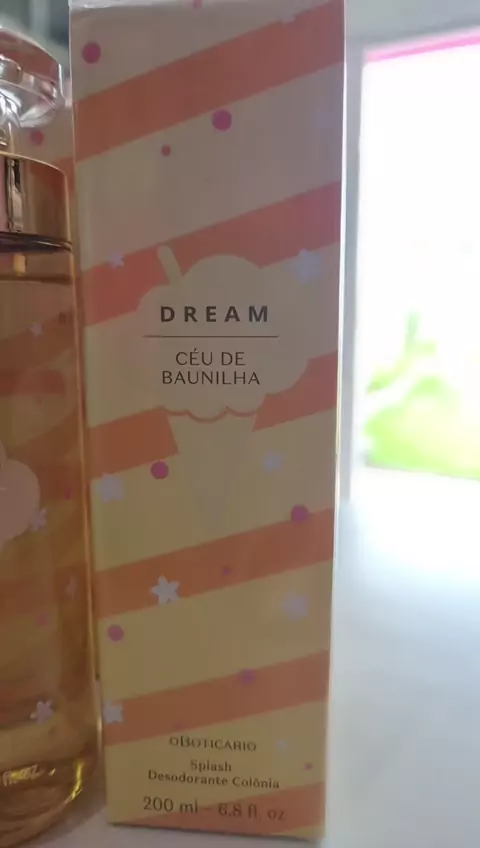 DREAM
CÉU DE
BAUNILHA
oBOTICÁRIO
Splash
Desodorante Colônia
200 ml - 6.8 fl. oz